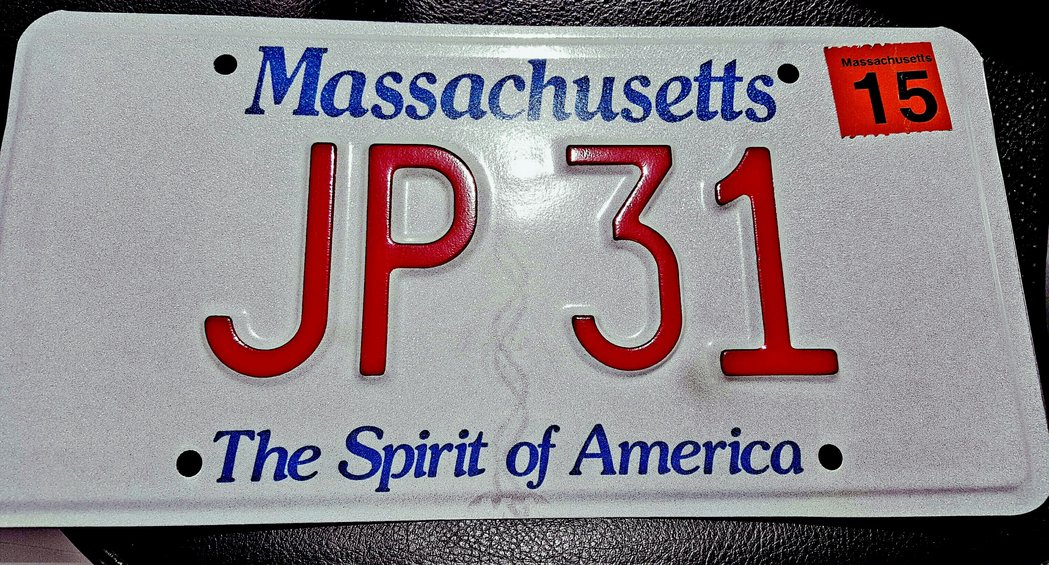 Massachusetts
Massachusetts
15
JP 31
The Spirit of America